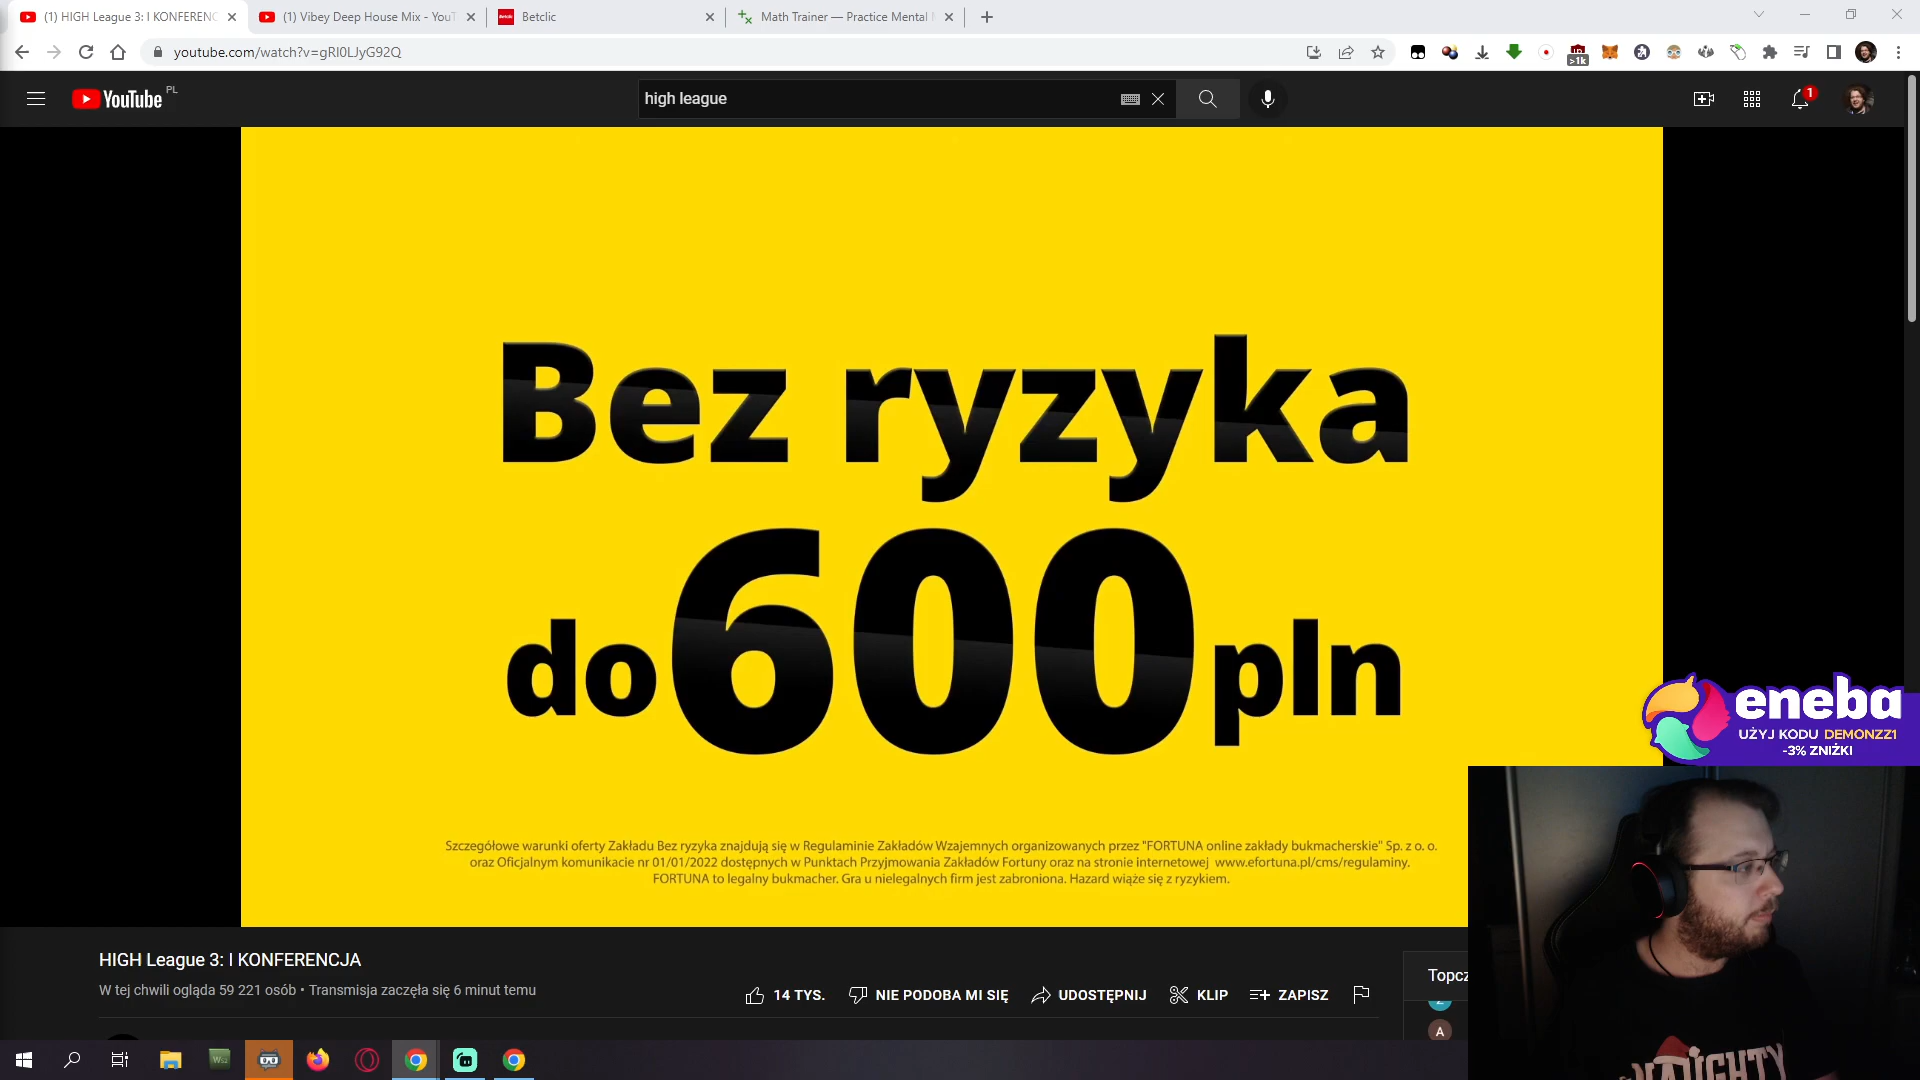 (1) HIGH League 3: I KONFERENC
(1) Vibey Deep House Mix - YouT
Betclic
Math Trainer — Practice Mental
youtube.com/watch?v=gRl0LJyG92Q
>1k
YouTube PL
high league
1
Bez ryzyka
do 600 pln
Szczegółowe warunki oferty Zakładu Bez ryzyka znajdują się w Regulaminie Zakładów Wzajemnych organizowanych przez "FORTUNA online zakłady bukmacherskie" Sp. z o. o.
oraz Oficjalnym komunikacie nr 01/01/2022 dostępnych w Punktach Przyjmowania Zakładów Fortuny oraz na stronie internetowej www.efortuna.pl/cms/regulaminy.
FORTUNA to legalny bukmacher. Gra u nielegalnych firm jest zabroniona. Hazard wiąże się z ryzykiem.
eneba
UŻYJ KODU DEMONZZ1
-3% ZNIŻKI
HIGH League 3: I KONFERENCJA
W tej chwili ogląda 59 221 osób • Transmisja zaczęła się 6 minut temu
14 TYS.
NIE PODOBA MI SIĘ
UDOSTĘPNIJ
KLIP
ZAPISZ
Topcz
Z
A
NAUGHTY